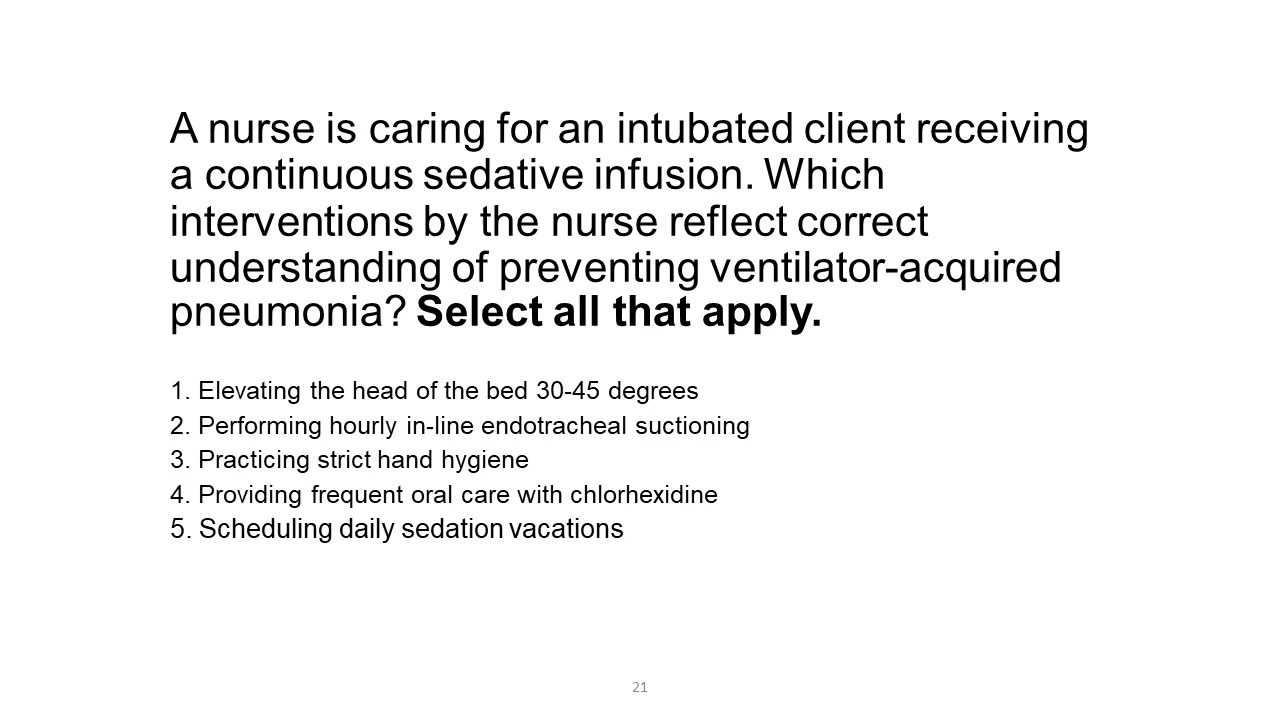 A nurse is caring for an intubated client receiving
a continuous sedative infusion. Which
interventions by the nurse reflect correct
understanding of preventing ventilator-acquired
pneumonia? Select all that apply.
1. Elevating the head of the bed 30-45 degrees
2. Performing hourly in-line endotracheal suctioning
3. Practicing strict hand hygiene
4. Providing frequent oral care with chlorhexidine
5. Scheduling daily sedation vacations
21